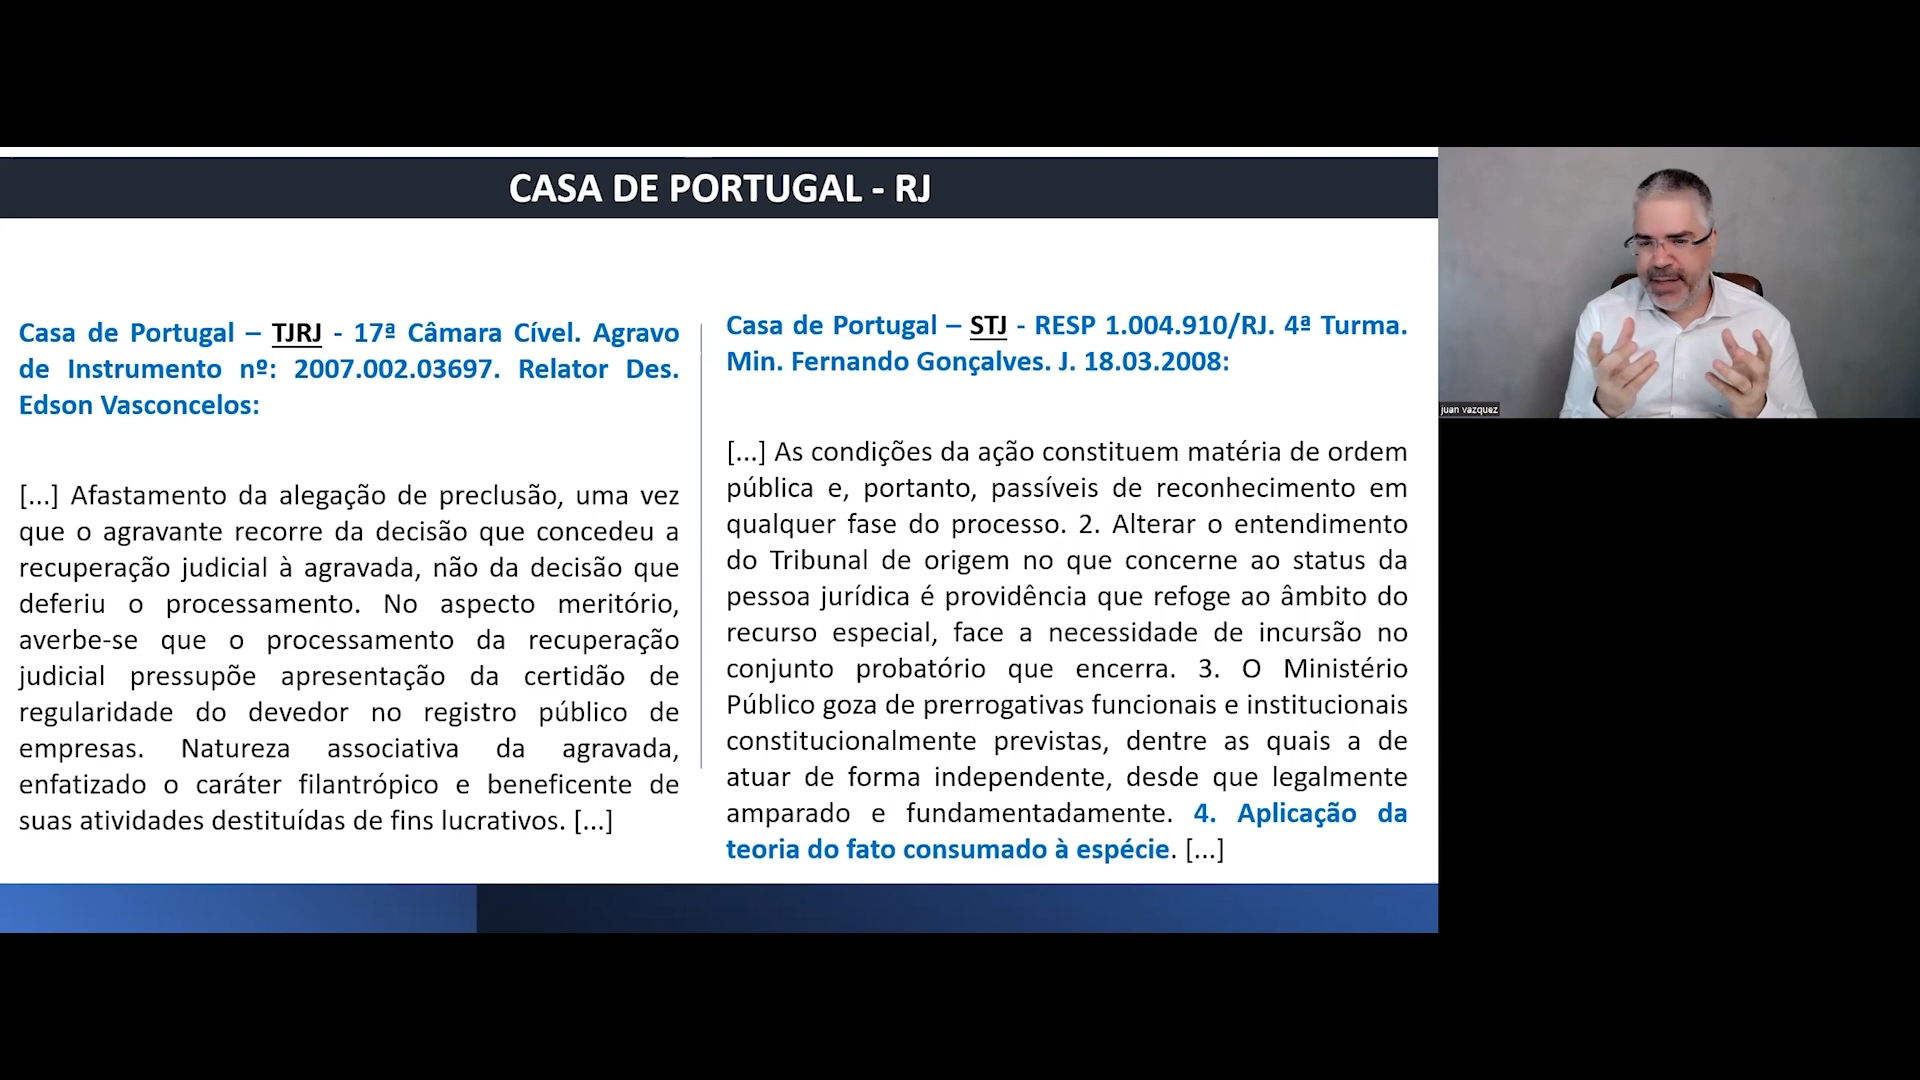 CASA DE PORTUGAL - RJ
Casa de Portugal – TJRJ - 17ª Câmara Cível. Agravo
de Instrumento nº: 2007.002.03697. Relator Des.
Edson Vasconcelos:
[...] Afastamento da alegação de preclusão, uma vez
que o agravante recorre da decisão que concedeu a
recuperação judicial à agravada, não da decisão que
deferiu o processamento. No aspecto meritório,
averbe-se que o processamento da recuperação
judicial pressupõe apresentação da certidão de
regularidade do devedor no registro público de
empresas. Natureza associativa da agravada,
enfatizado o caráter filantrópico e beneficente de
suas atividades destituídas de fins lucrativos. [...]
Casa de Portugal – STJ - RESP 1.004.910/RJ. 4ª Turma.
Min. Fernando Gonçalves. J. 18.03.2008:
[...] As condições da ação constituem matéria de ordem
pública e, portanto, passíveis de reconhecimento em
qualquer fase do processo. 2. Alterar o entendimento
do Tribunal de origem no que concerne ao status da
pessoa jurídica é providência que refoge ao âmbito do
recurso especial, face a necessidade de incursão no
conjunto probatório que encerra. 3. O Ministério
Público goza de prerrogativas funcionais e institucionais
constitucionalmente previstas, dentre as quais a de
atuar de forma independente, desde que legalmente
amparado e fundamentadamente. 4. Aplicação da
teoria do fato consumado à espécie. [...]
juan vazquez